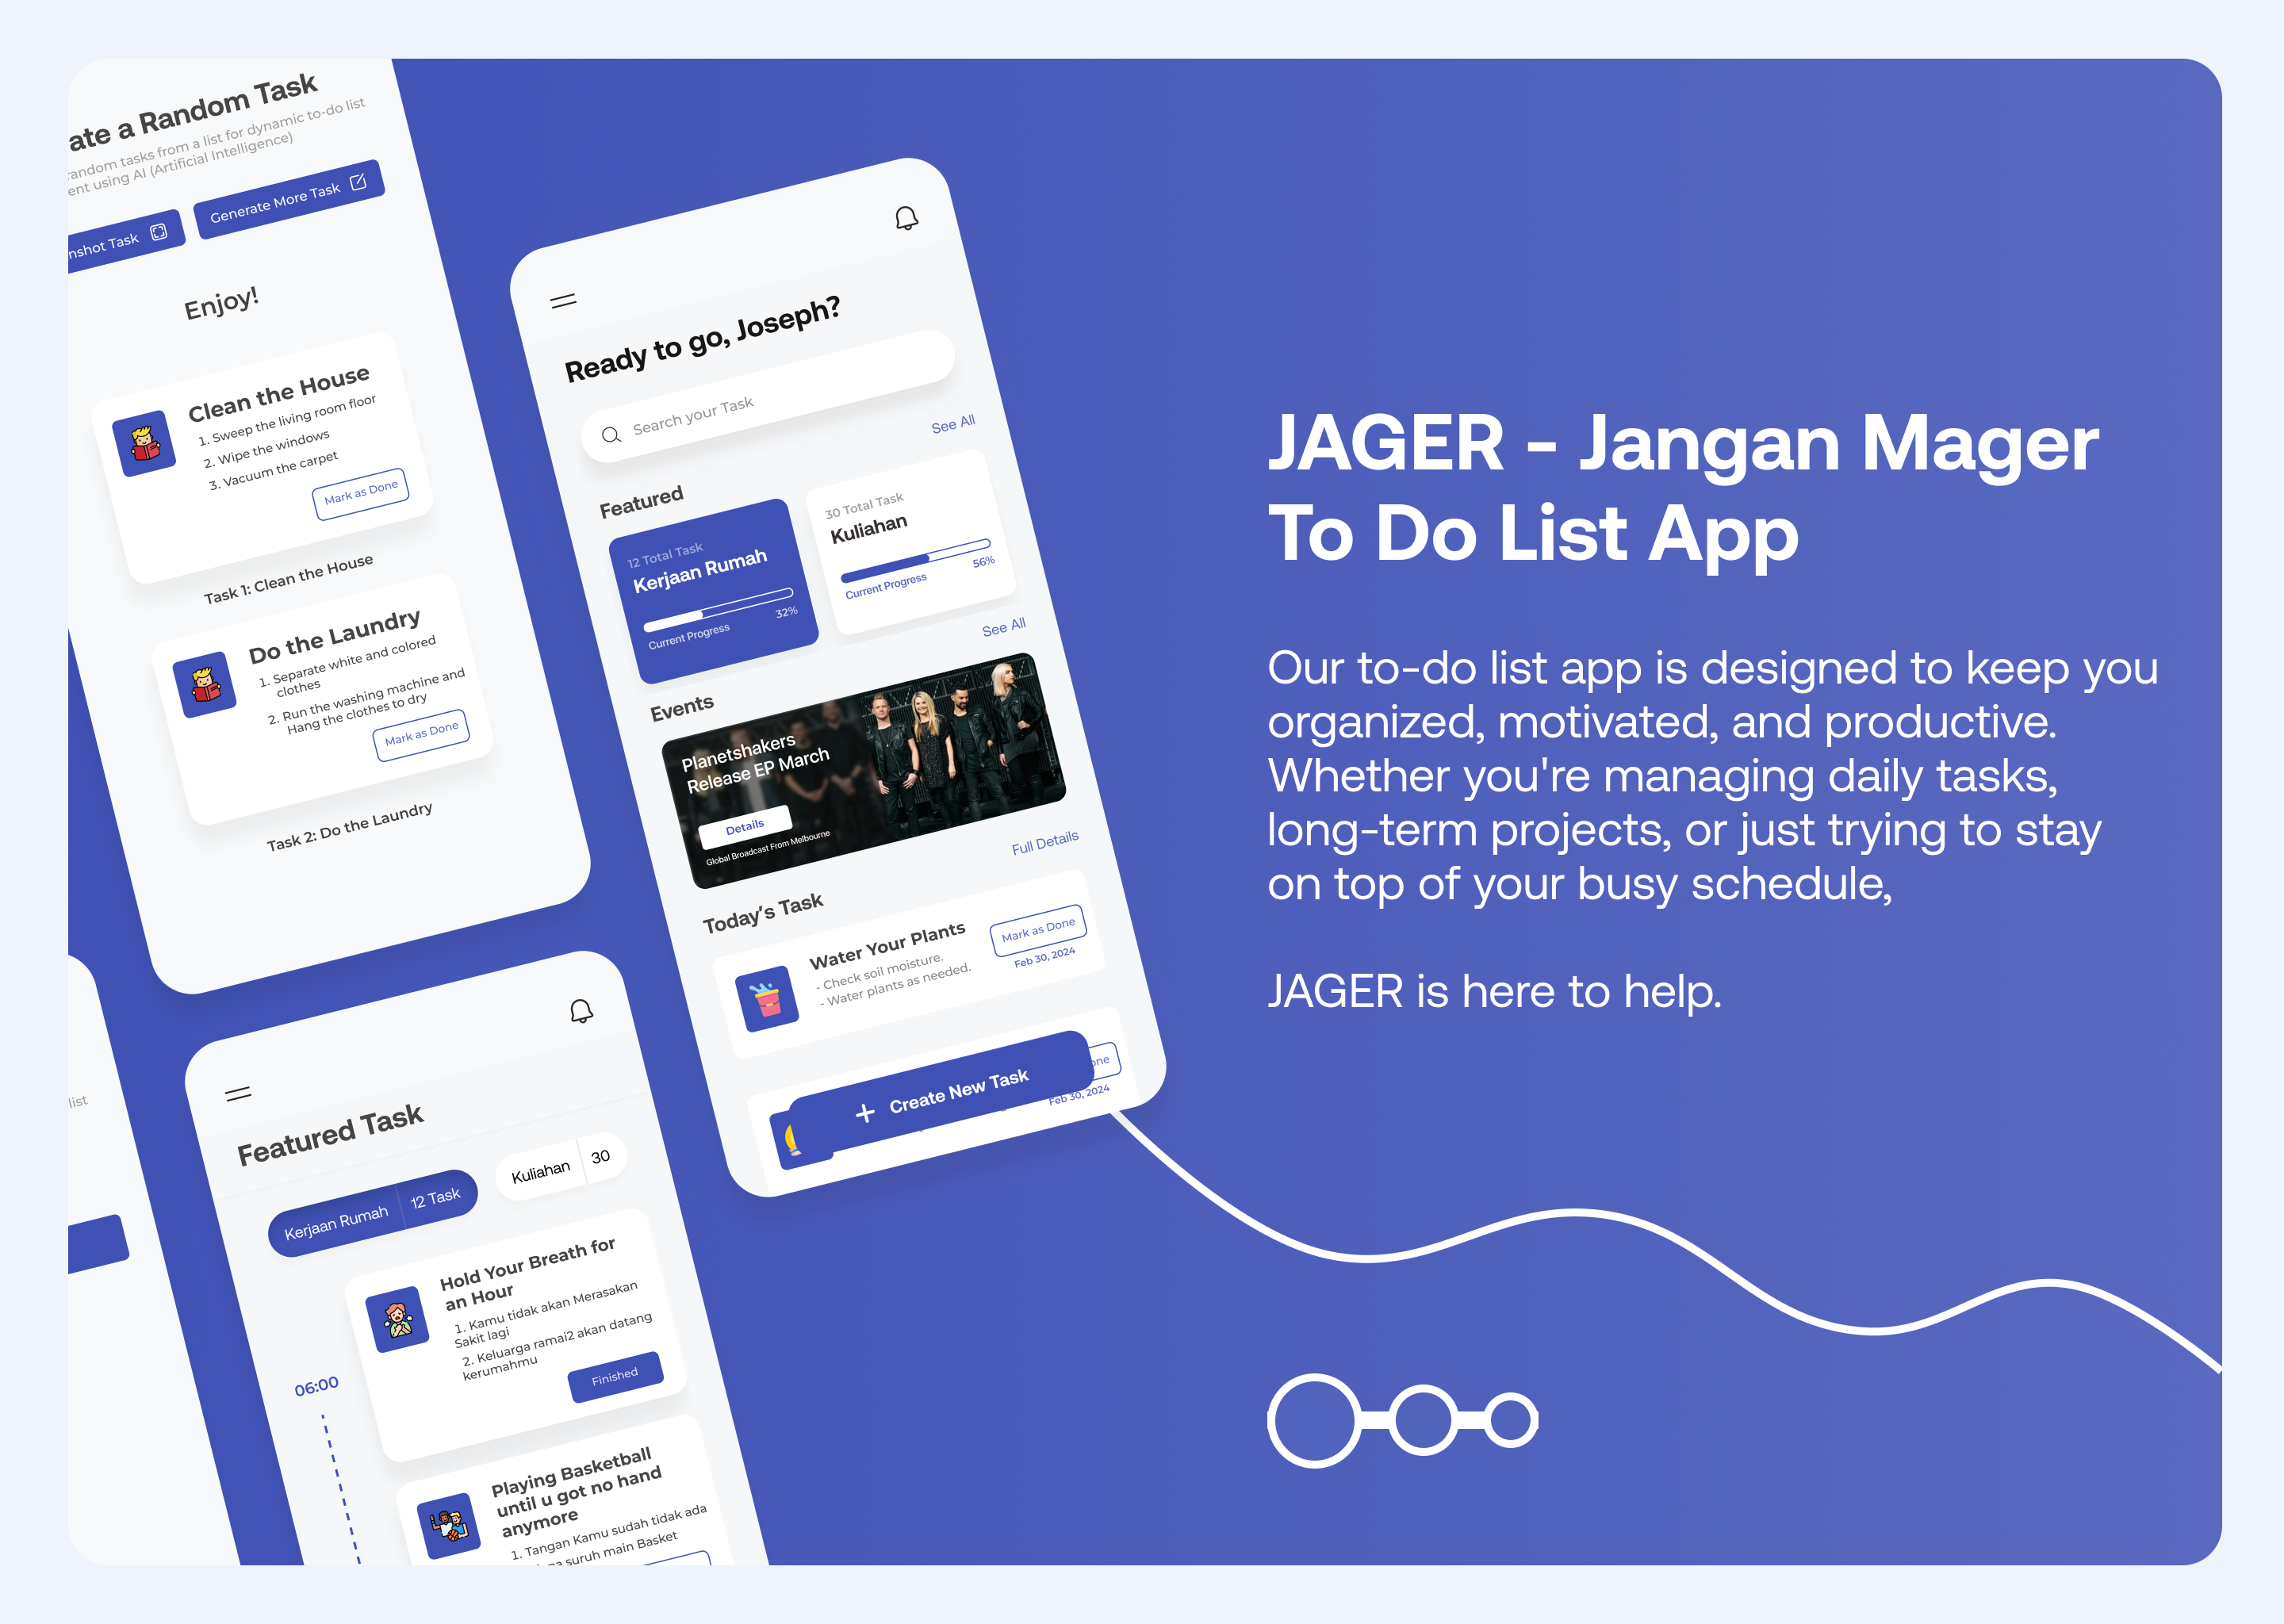 ate a Random Task
random tasks from a list for dynamic to-do list
ent using AI (Artificial Intelligence)
nshot Task
Generate More Task
Enjoy!
Clean the House
1. Sweep the living room floor
2. Wipe the windows
3. Vacuum the carpet
Mark as Done
Task 1: Clean the House
Do the Laundry
1. Separate white and colored
clothes
2. Run the washing machine and
Hang the clothes to dry
Mark as Done
Task 2: Do the Laundry
list
Ready to go, Joseph?
Search your Task
See All
Featured
12 Total Task
Kerjaan Rumah
Current Progress
32%
30 Total Task
Kuliahan
Current Progress
56%
See All
Events
Planetshakers
Release EP March
Details
Global Broadcast From Melbourne
Full Details
Today's Task
Water Your Plants
- Check soil moisture.
- Water plants as needed.
Mark as Done
Feb 30, 2024
one
Feb 30, 2024
Create New Task
Featured Task
Kerjaan Rumah
12 Task
Kuliahan
30
06:00
Hold Your Breath for
an Hour
1. Kamu tidak akan Merasakan
Sakit lagi
2. Keluarga ramai2 akan datang
kerumahmu
Finished
Playing Basketball
until u got no hand
anymore
1. Tangan Kamu sudah tidak ada
suruh main Basket
JAGER - Jangan Mager
To Do List App
Our to-do list app is designed to keep you
organized, motivated, and productive.
Whether you're managing daily tasks,
long-term projects, or just trying to stay
on top of your busy schedule,
JAGER is here to help.